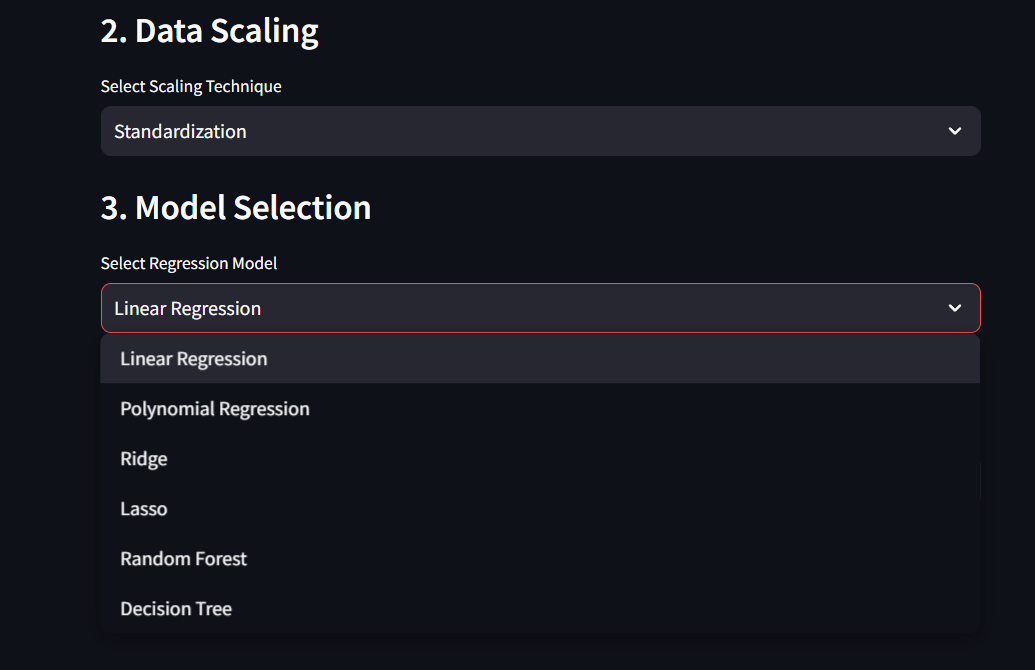 2. Data Scaling
Select Scaling Technique
Standardization
3. Model Selection
Select Regression Model
Linear Regression
Linear Regression
Polynomial Regression
Ridge
Lasso
Random Forest
Decision Tree